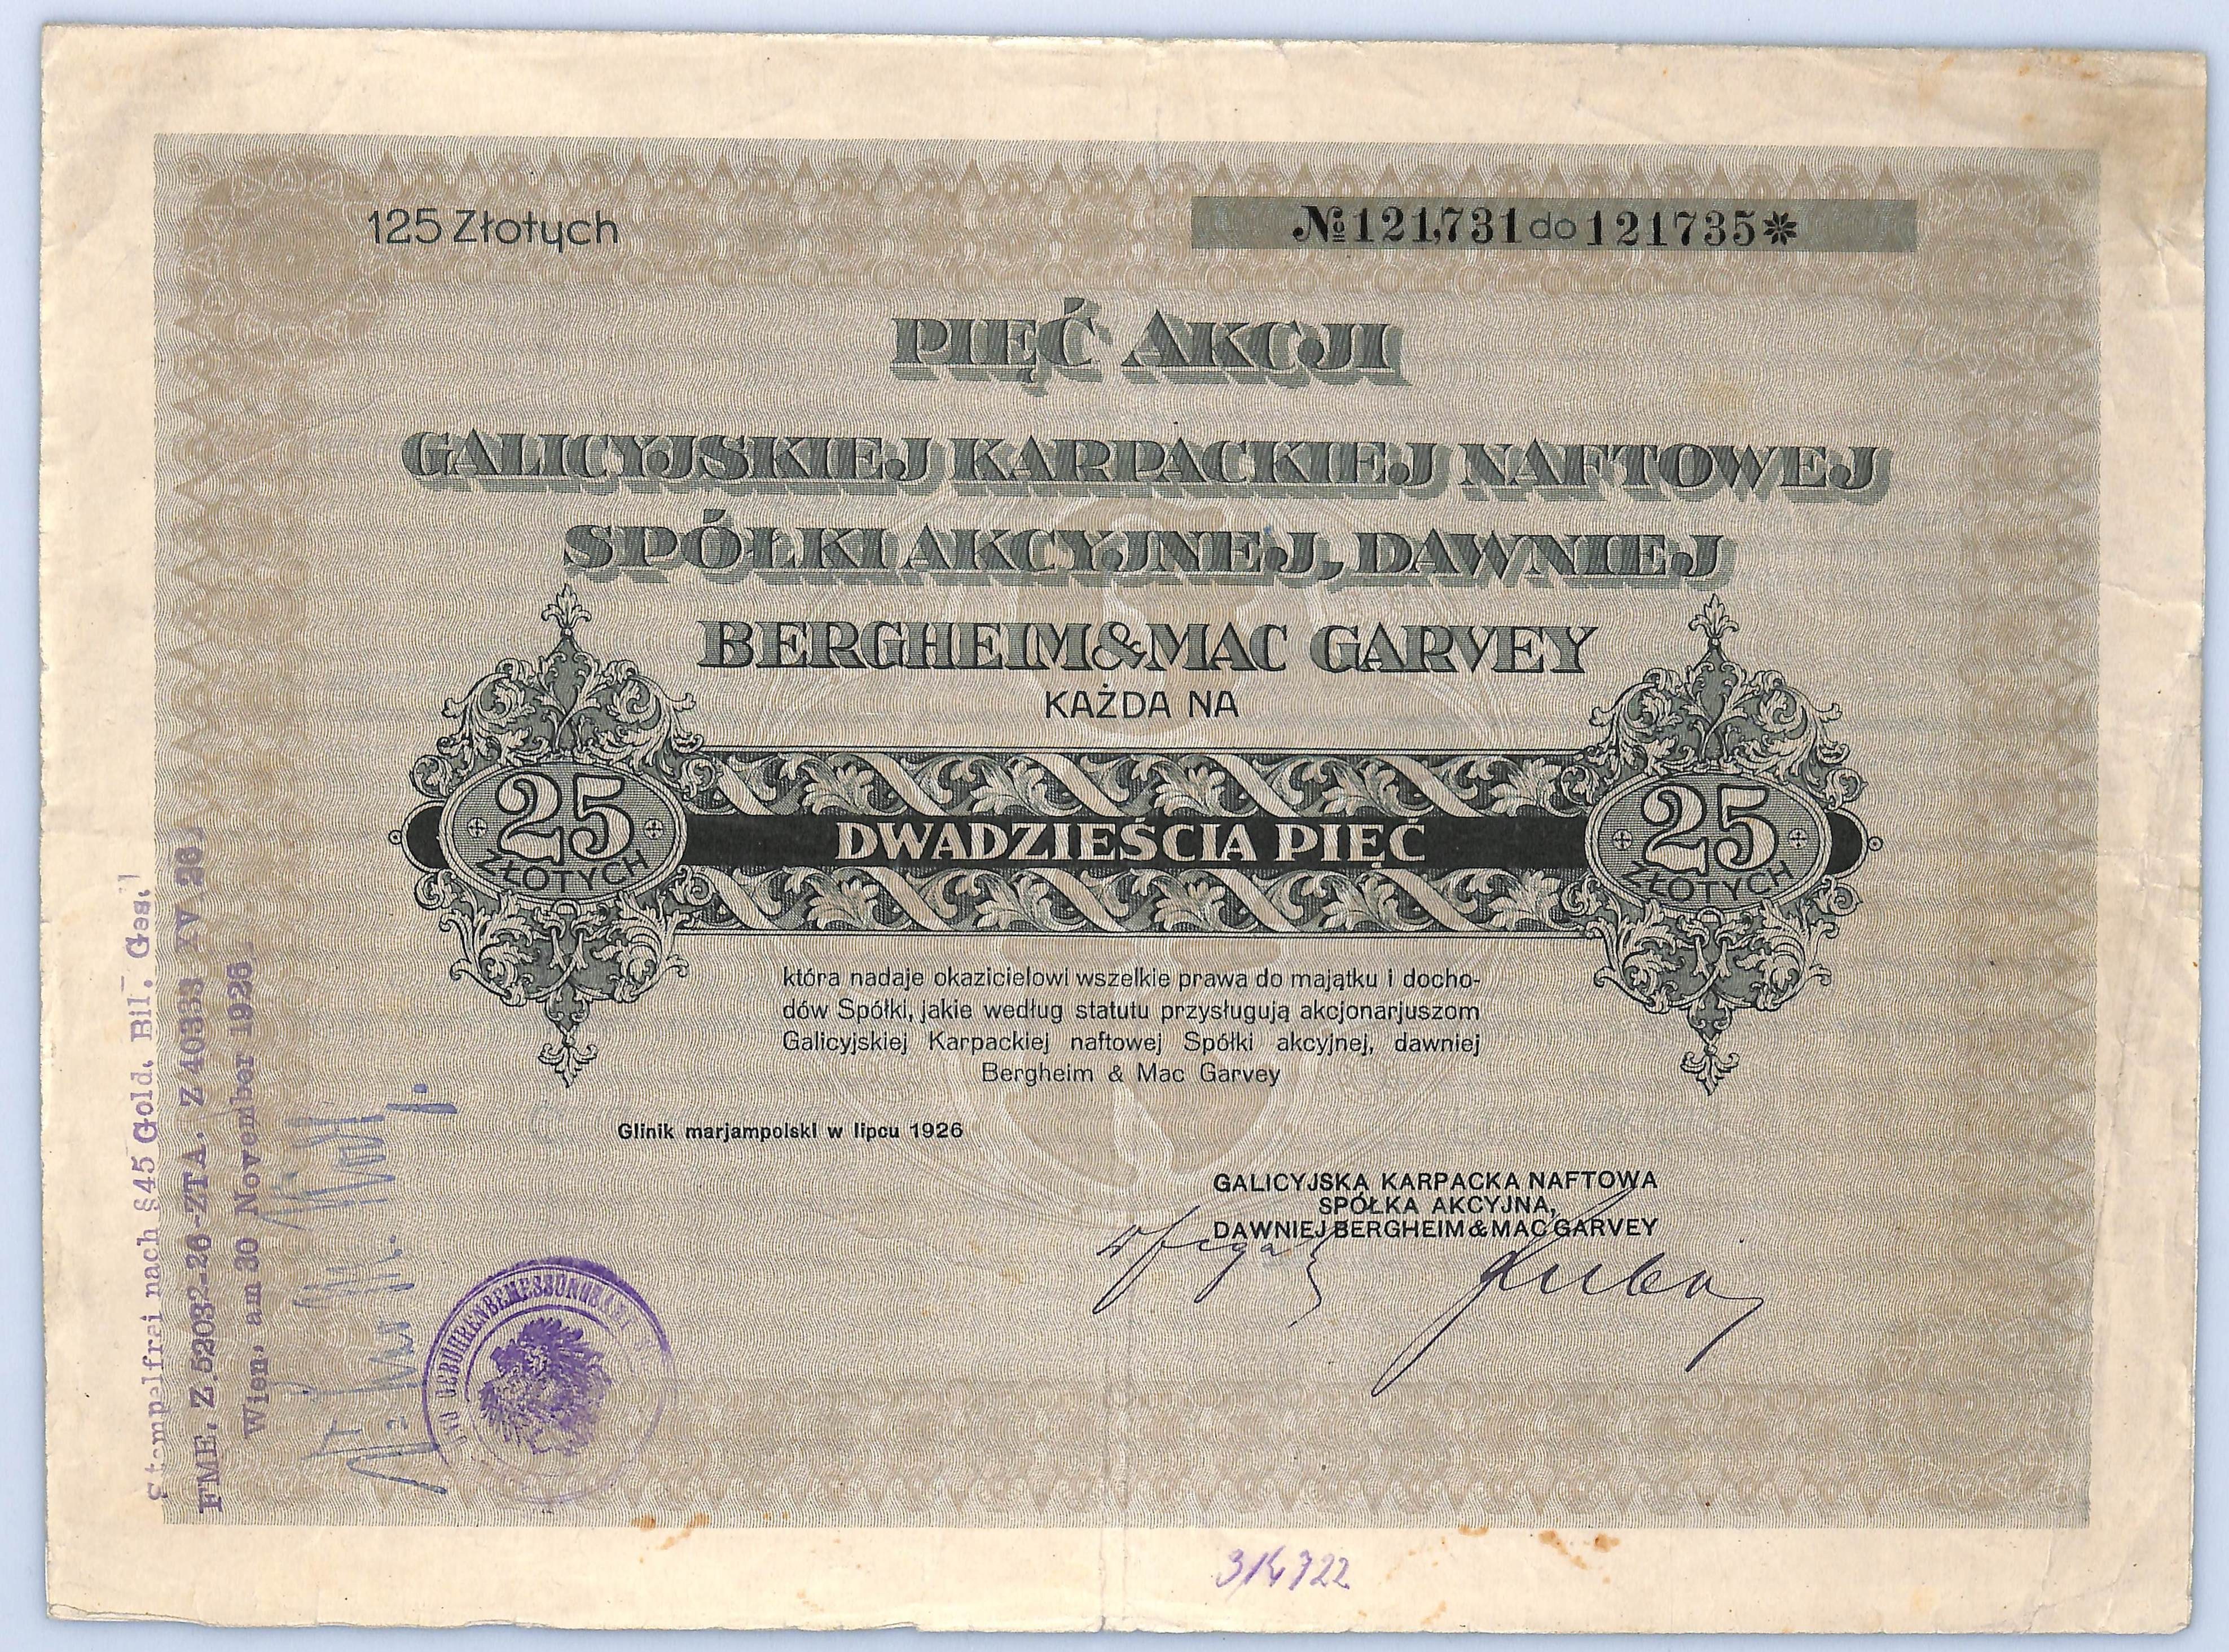 125 Złotych
№ 121,731 do 121735*
PIĘĆ AKCJI
GALICYJSKIEJ KARPACKIEJ NAFTOWEJ
SPÓŁKI AKCYJNEJ, DAWNIEJ
BERGHEIM & MAC GARVEY
KAŻDA NA
25 ZŁOTYCH
DWADZIEŚCIA PIĘĆ
25 ZŁOTYCH
która nadaje okazicielowi wszelkie prawa do majątku i docho-
dów Spółki, jakie według statutu przysługują akcjonarjuszom
Galicyjskiej Karpackiej naftowej Spółki akcyjnej, dawniej
Bergheim & Mac Garvey
Glinik marjampolski w lipcu 1926
GALICYJSKA KARPACKA NAFTOWA
SPÓŁKA AKCYJNA,
DAWNIEJ BERGHEIM & MAC GARVEY
Stempelfrei nach §45 Gold. Bil. Ges.
FME. Z. 5203²-26-ZTA. Z 40333 XV 26
Wien, am 30 November 1926
GEBÜHRENBEMESSUNGSAMT
314722